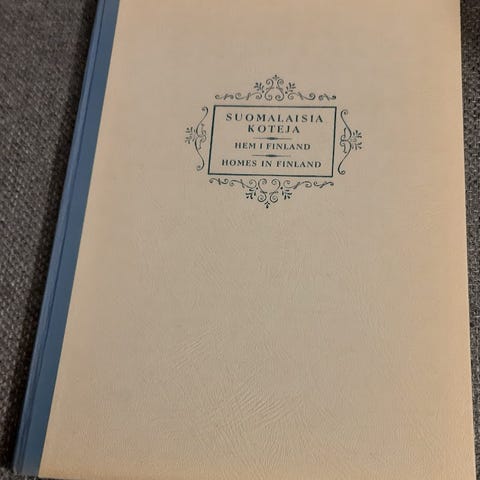 SUOMALAISIA
KOTEJA
HEM I FINLAND
HOMES IN FINLAND